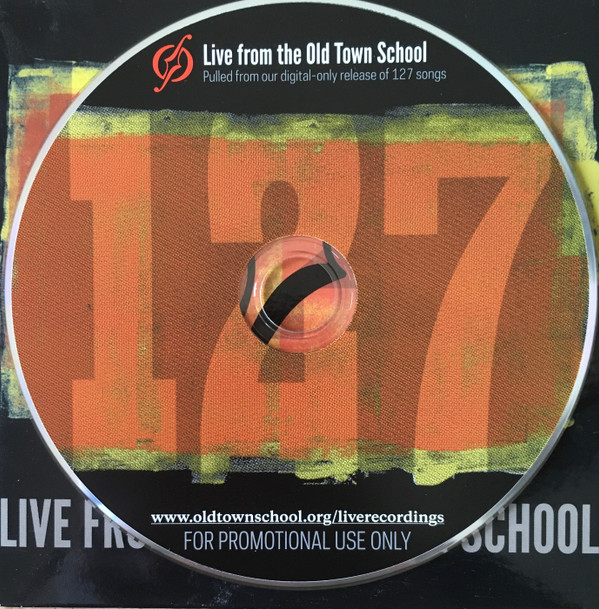 Live from the Old Town School
Pulled from our digital-only release of 127 songs
127
www.oldtownschool.org/liverecordings
FOR PROMOTIONAL USE ONLY
LIVE SCHOOL